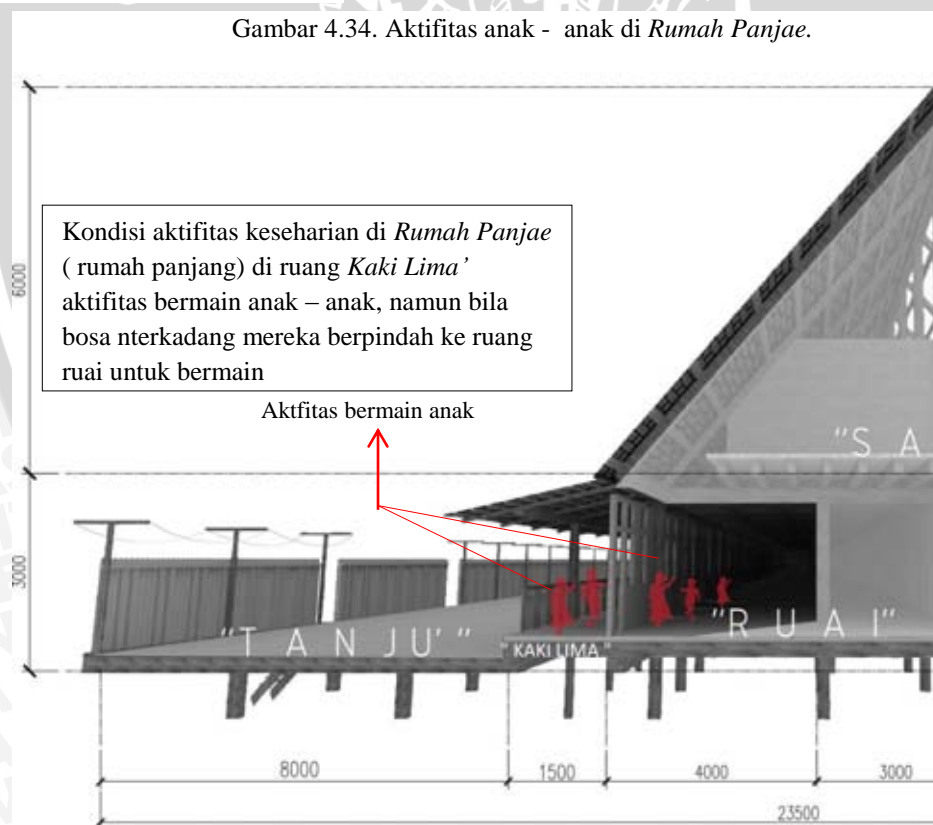 Gambar 4.34. Aktifitas anak - anak di Rumah Panjae.
6000
Kondisi aktifitas keseharian di Rumah Panjae
( rumah panjang) di ruang Kaki Lima’
aktifitas bermain anak – anak, namun bila
bosa nterkadang mereka berpindah ke ruang
ruai untuk bermain
Aktfitas bermain anak
"S A
3000
"T A N JU’"
" KAKI LIMA "
"R U A I"
8000
1500
4000
3000
23500